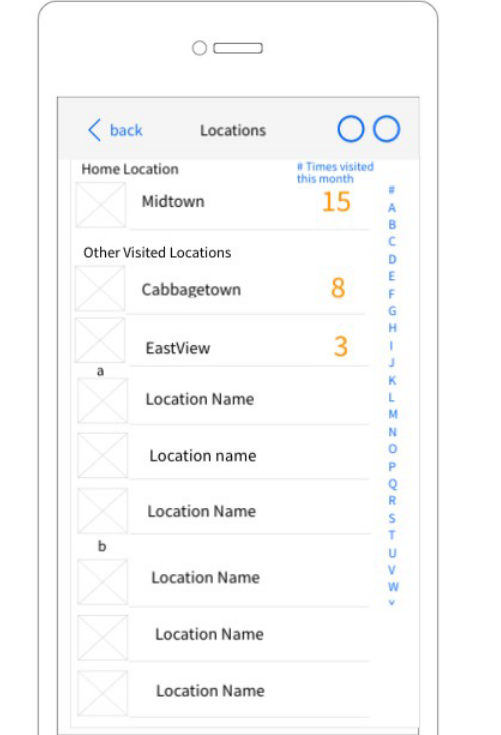 back
Locations
Home Location
# Times visited
this month
Midtown
15
Other Visited Locations
Cabbagetown
8
EastView
3
a
Location Name
Location name
Location Name
b
Location Name
Location Name
Location Name
#
A
B
C
D
E
F
G
H
I
J
K
L
M
N
O
P
Q
R
S
T
U
V
W